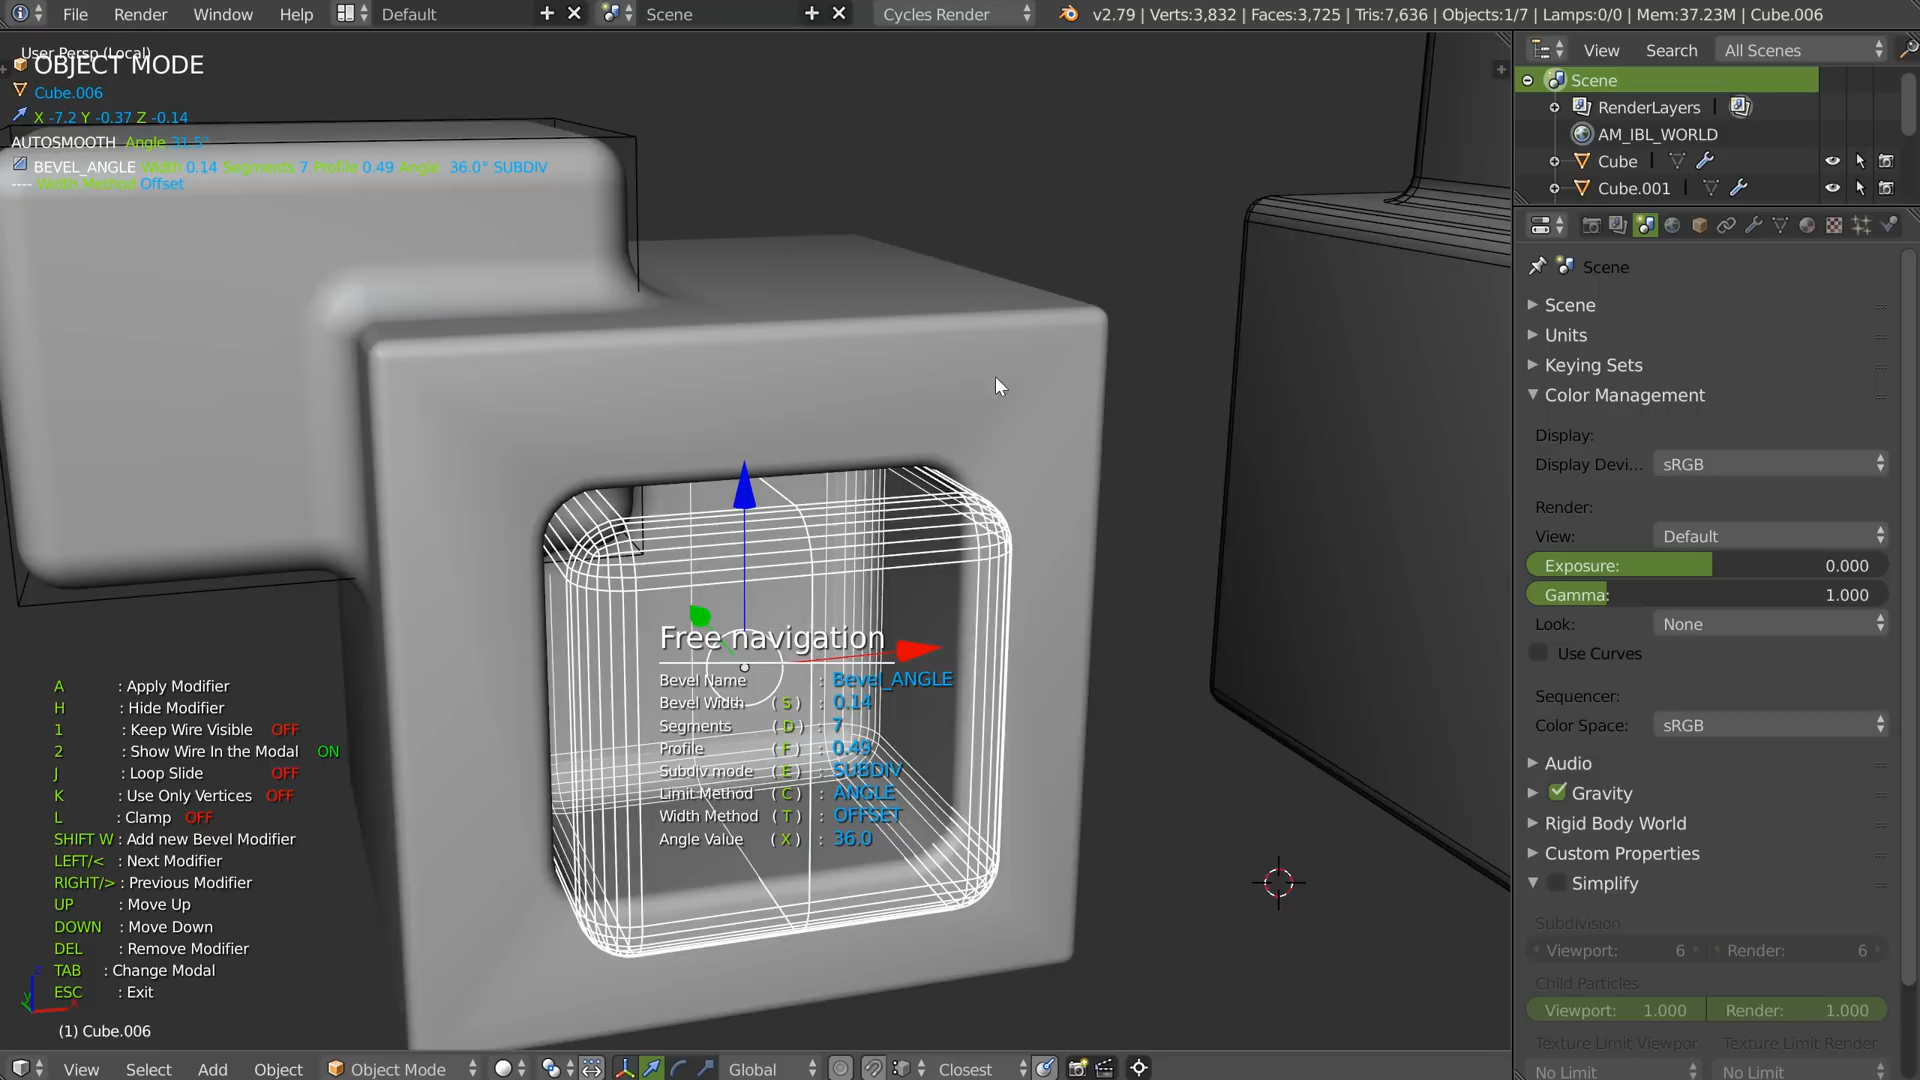 File Render Window Help Default Scene Cycles Render v2.79 | Verts:3,832 | Faces:3,725 | Tris:7,636 | Objects:1/7 | Lamps:0/0 | Mem:37.23M | Cube.006
User Persp (Local)
OBJECT MODE
Cube.006
X -7.2 Y -0.37 Z -0.14
AUTOSMOOTH Angle 31.5°
BEVEL_ANGLE Width 0.14 Segments 7 Profile 0.49 Angle 36.0° SUBDIV
---- Width Method Offset
Free navigation
Bevel Name : Bevel_ANGLE
Bevel Width ( S ) : 0.14
Segments ( D ) : 7
Profile ( F ) : 0.49
Subdiv mode ( E ) : SUBDIV
Limit Method ( C ) : ANGLE
Width Method ( T ) : OFFSET
Angle Value ( X ) : 36.0
A : Apply Modifier
H : Hide Modifier
1 : Keep Wire Visible OFF
2 : Show Wire In the Modal ON
J : Loop Slide OFF
K : Use Only Vertices OFF
L : Clamp OFF
SHIFT W : Add new Bevel Modifier
LEFT/< : Next Modifier
RIGHT/> : Previous Modifier
UP : Move Up
DOWN : Move Down
DEL : Remove Modifier
TAB : Change Modal
ESC : Exit
(1) Cube.006
View Select Add Object Object Mode Global Closest
View Search All Scenes
Scene
RenderLayers
AM_IBL_WORLD
Cube
Cube.001
Scene
Scene
Units
Keying Sets
Color Management
Display:
Display Devi... sRGB
Render:
View: Default
Exposure: 0.000
Gamma: 1.000
Look: None
Use Curves
Sequencer:
Color Space: sRGB
Audio
Gravity
Rigid Body World
Custom Properties
Simplify
Subdivision
Viewport: 6 Render: 6
Child Particles
Viewport: 1.000 Render: 1.000
Texture Limit Viewpor Texture Limit Render
No Limit No Limit